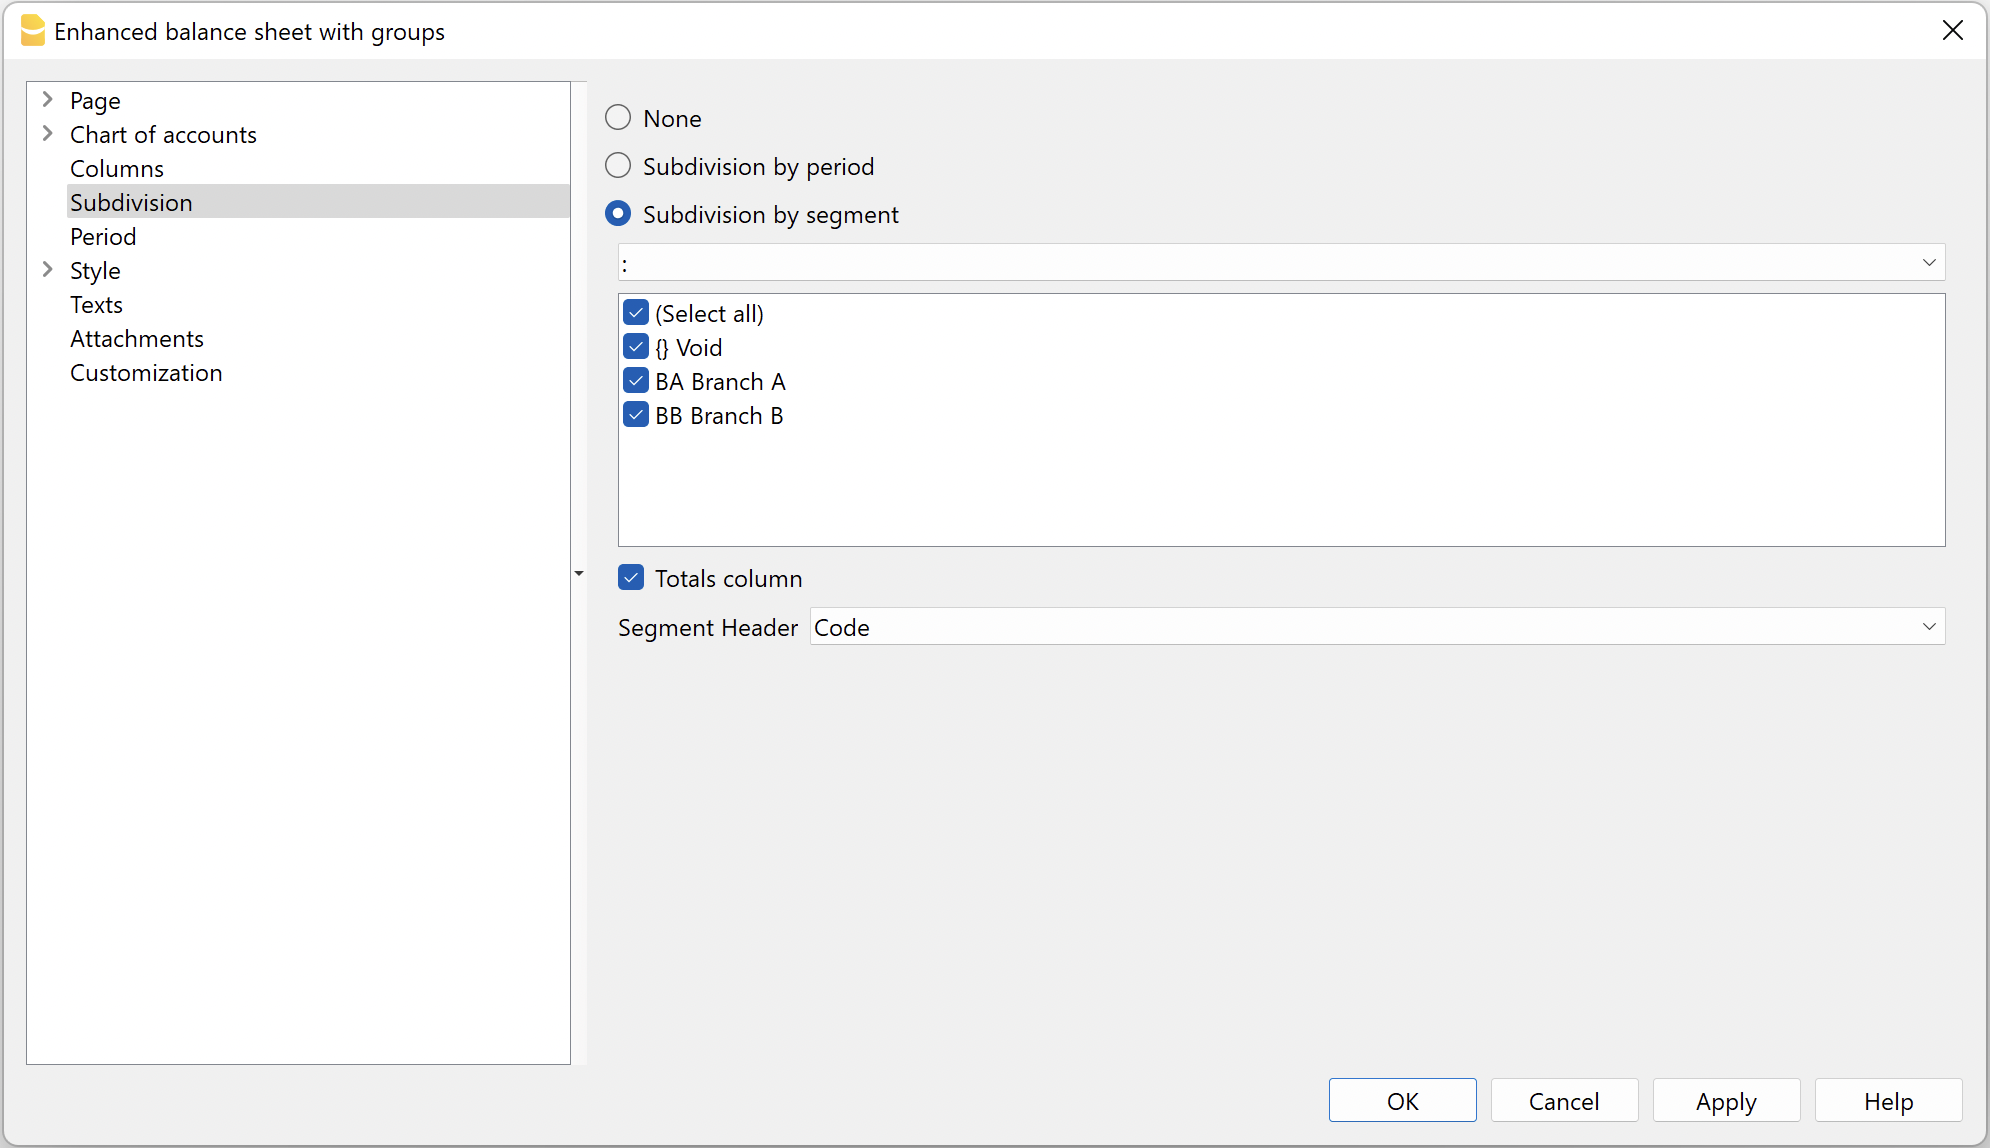 Enhanced balance sheet with groups
Page
Chart of accounts
Columns
Subdivision
Period
Style
Texts
Attachments
Customization
None
Subdivision by period
Subdivision by segment
:
(Select all)
{} Void
BA Branch A
BB Branch B
Totals column
Segment Header Code
OK Cancel Apply Help